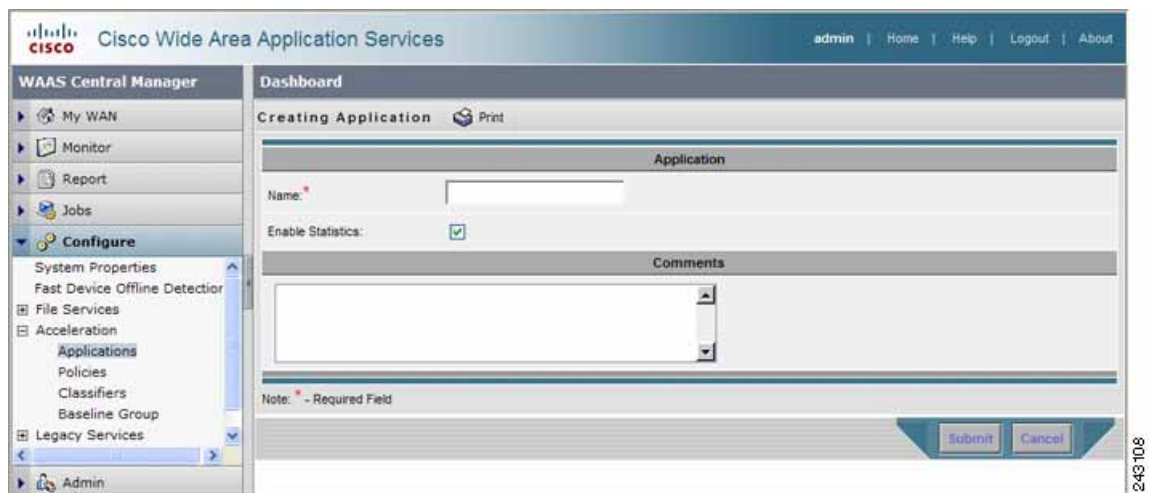 CISCO
Cisco Wide Area Application Services
admin | Home | Help | Logout | About
WAAS Central Manager
My WAN
Monitor
Report
Jobs
Configure
System Properties
Fast Device Offline Detection
File Services
Acceleration
Applications
Policies
Classifiers
Baseline Group
Legacy Services
Admin
Dashboard
Creating Application Print
Application
Name:*
Enable Statistics:
Comments
Note: * - Required Field
Submit Cancel
243108